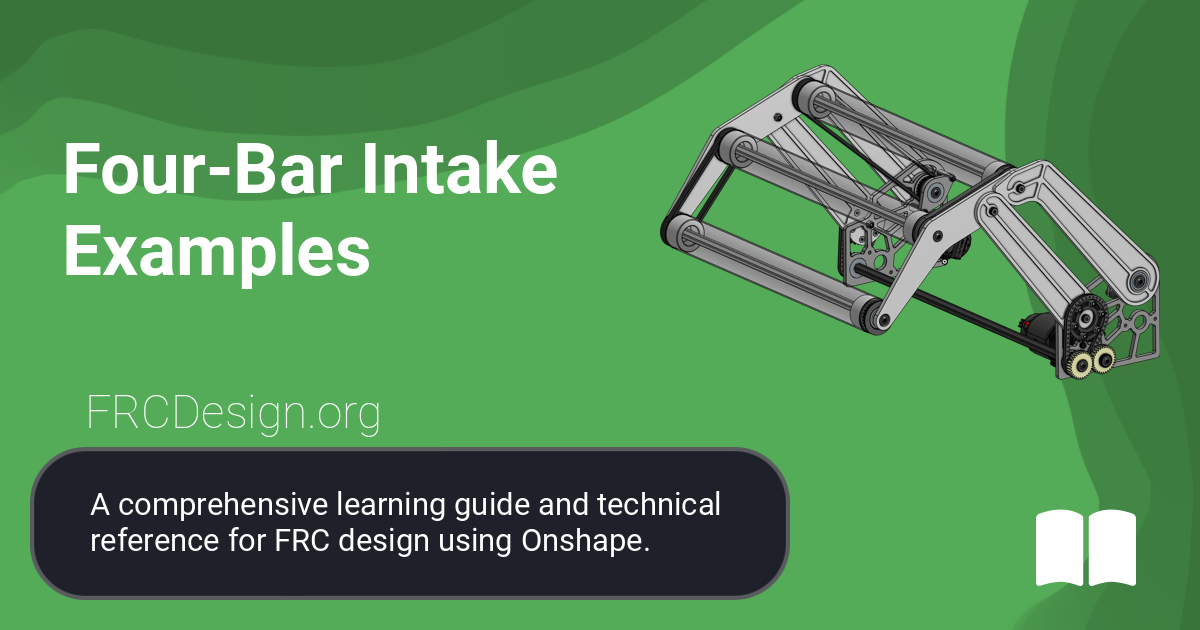 Four-Bar Intake
Examples
FRCDesign.org
A comprehensive learning guide and technical
reference for FRC design using Onshape.